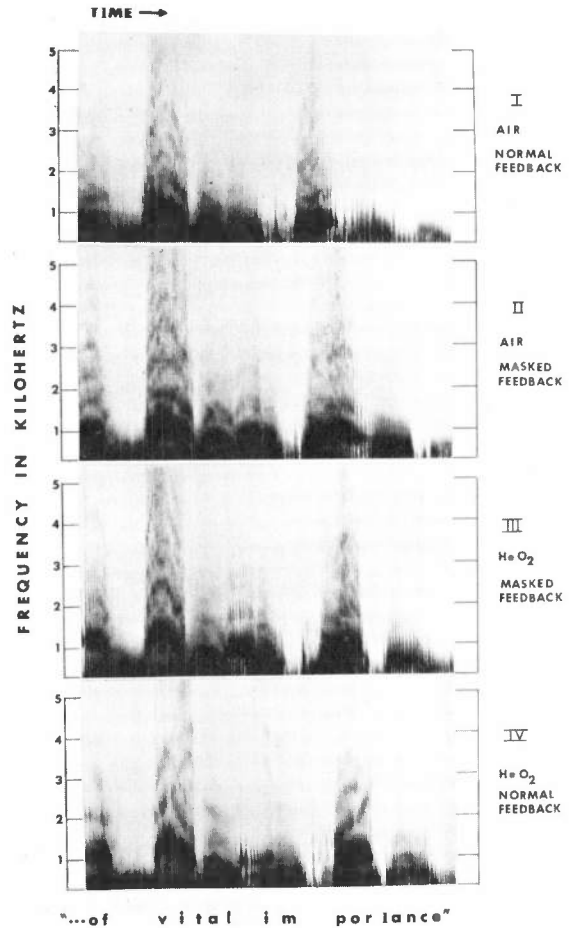 TIME →
5
4
3
2
1
I
AIR
NORMAL
FEEDBACK
5
4
3
2
1
II
AIR
MASKED
FEEDBACK
5
4
3
2
1
III
HeO2
MASKED
FEEDBACK
5
4
3
2
1
IV
HeO2
NORMAL
FEEDBACK
FREQUENCY IN KILOHERTZ
"...of vital im porlance"